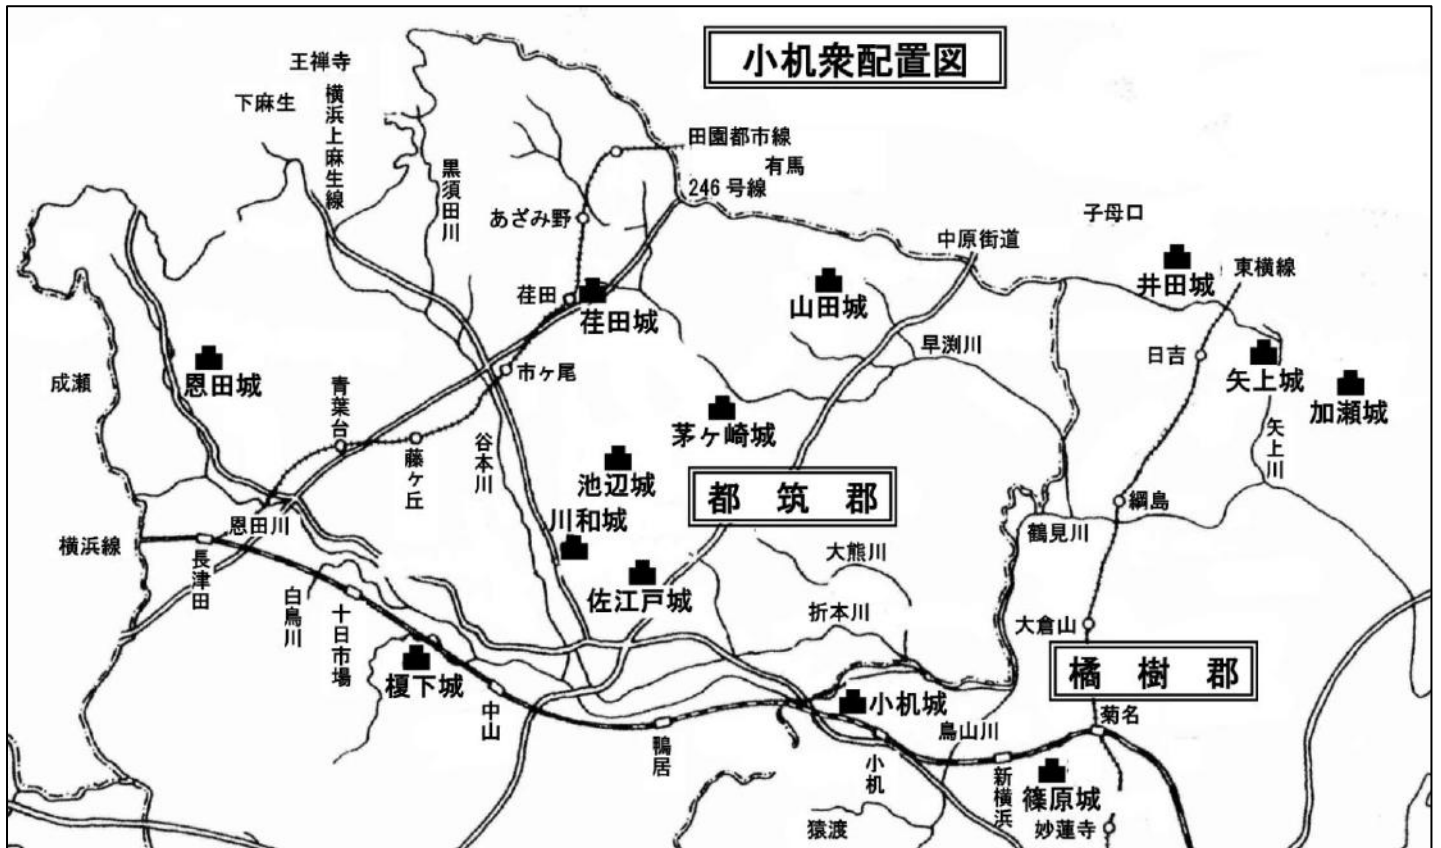 小机衆配置図
王禅寺
下麻生
横浜上麻生線
黒須田川
田園都市線
有馬
246号線
あざみ野
子母口
中原街道
東横線
井田城
山田城
荏田
荏田城
早渕川
日吉
矢上城
加瀬城
矢上川
成瀬
恩田城
青葉台
市ヶ尾
藤ヶ丘
谷本川
茅ヶ崎城
池辺城
川和城
都筑郡
綱島
鶴見川
恩田川
横浜線
長津田
白鳥川
十日市場
佐江戸城
大熊川
折本川
大倉山
橘樹郡
榎下城
中山
鴨居
小机城
小机
鳥山川
菊名
新横浜
篠原城
妙蓮寺
猿渡